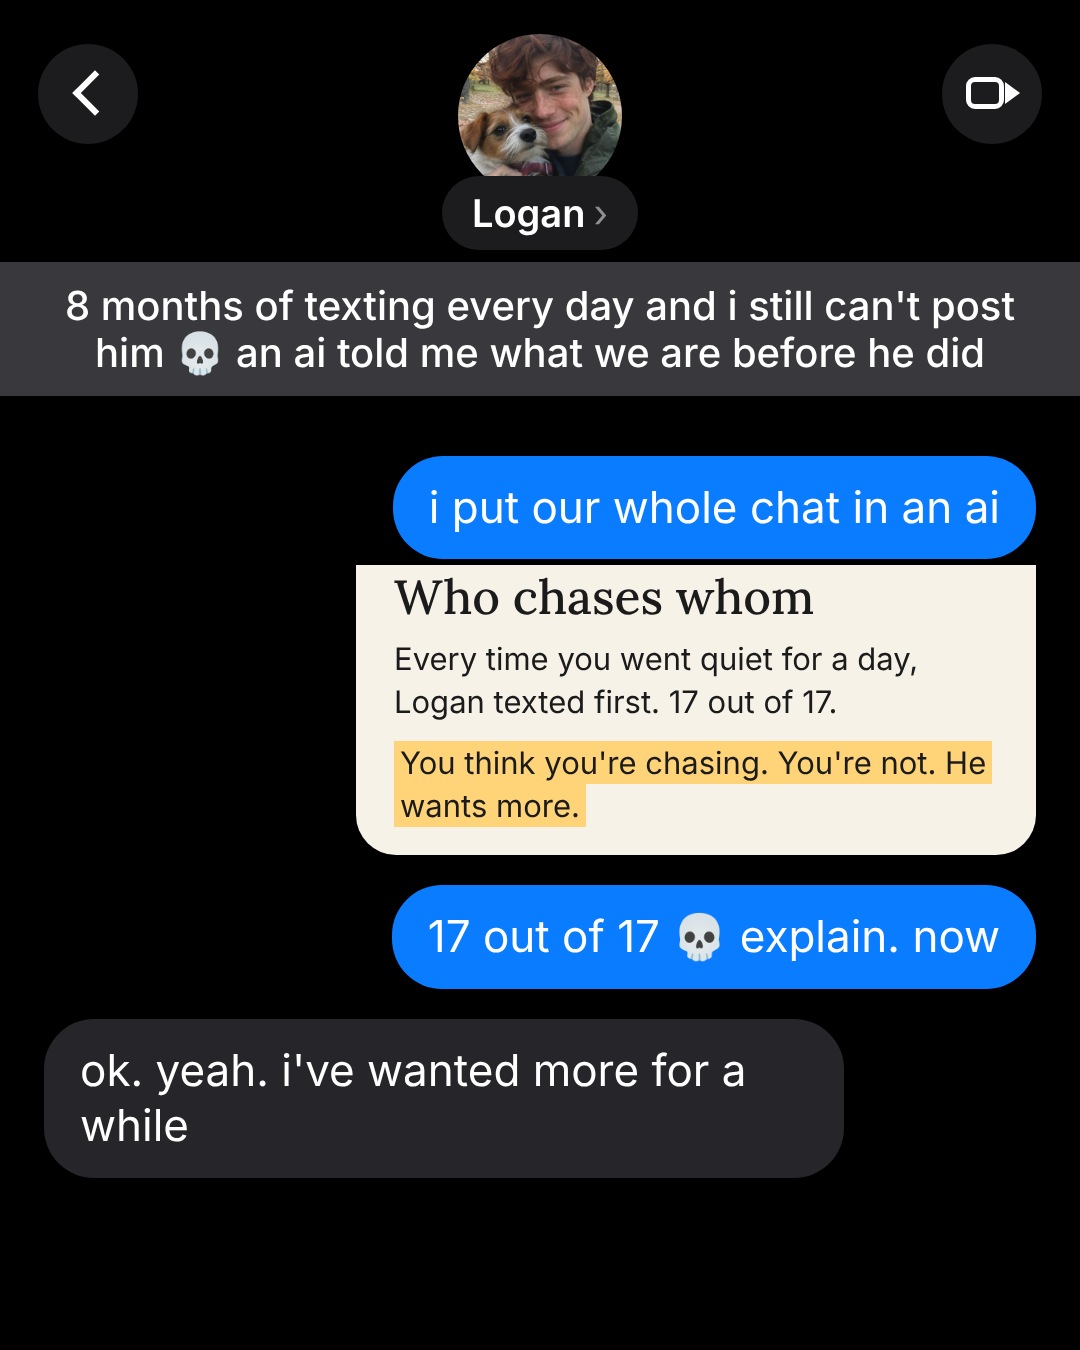 Logan ›
8 months of texting every day and i still can't post
him 💀 an ai told me what we are before he did
i put our whole chat in an ai
Who chases whom
Every time you went quiet for a day,
Logan texted first. 17 out of 17.
You think you're chasing. You're not. He
wants more.
17 out of 17 💀 explain. now
ok. yeah. i've wanted more for a
while